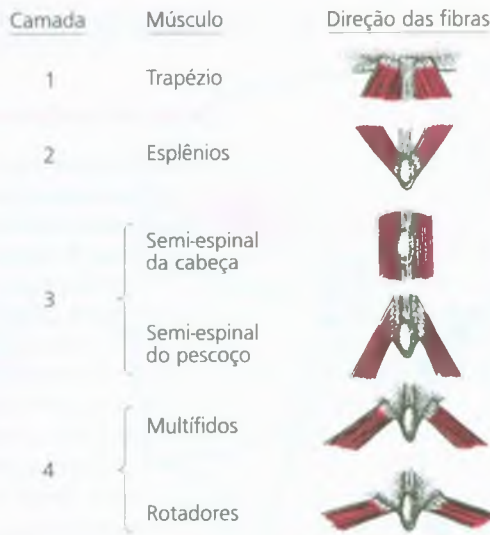 Camada Músculo Direção das fibras
1 Trapézio
2 Esplênios
3
Semi-espinal
da cabeça
Semi-espinal
do pescoço
4
Multífidos
Rotadores